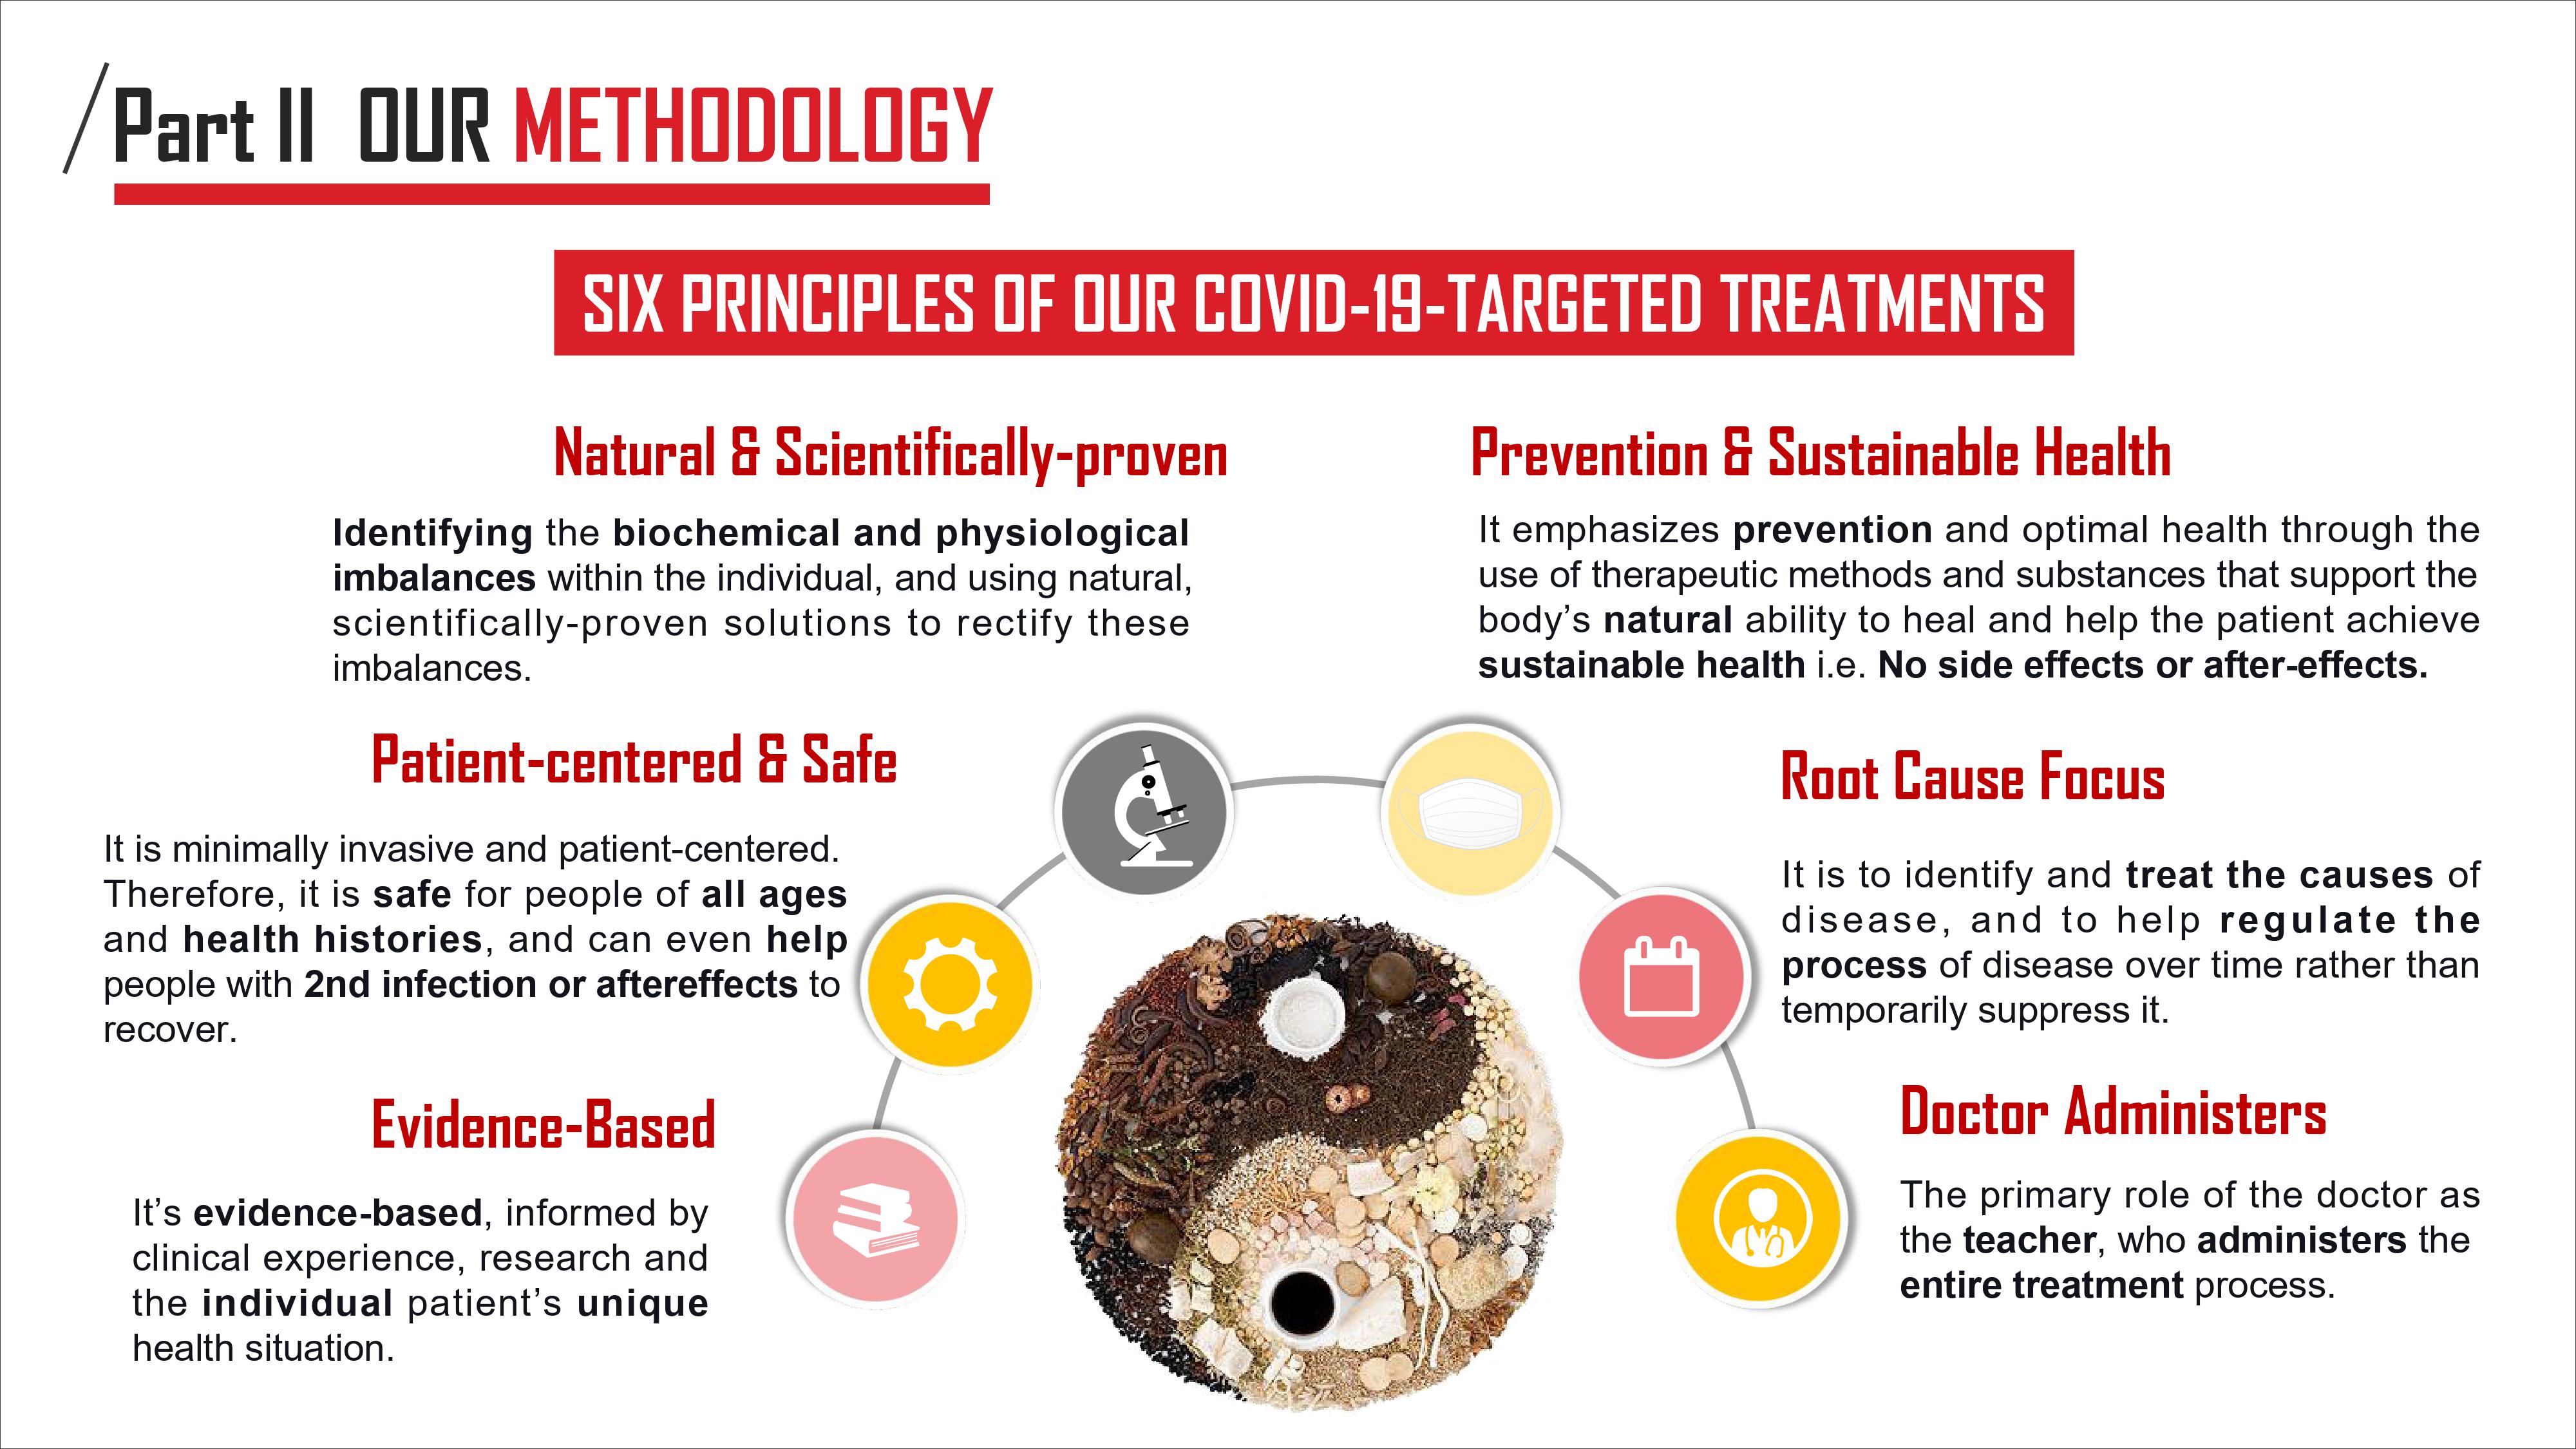 Part II OUR METHODOLOGY
SIX PRINCIPLES OF OUR COVID-19-TARGETED TREATMENTS
Natural & Scientifically-proven
Identifying the biochemical and physiological
imbalances within the individual, and using natural,
scientifically-proven solutions to rectify these
imbalances.
Prevention & Sustainable Health
It emphasizes prevention and optimal health through the
use of therapeutic methods and substances that support the
body’s natural ability to heal and help the patient achieve
sustainable health i.e. No side effects or after-effects.
Patient-centered & Safe
It is minimally invasive and patient-centered.
Therefore, it is safe for people of all ages
and health histories, and can even help
people with 2nd infection or aftereffects to
recover.
Root Cause Focus
It is to identify and treat the causes of
disease, and to help regulate the
process of disease over time rather than
temporarily suppress it.
Evidence-Based
It’s evidence-based, informed by
clinical experience, research and
the individual patient’s unique
health situation.
Doctor Administers
The primary role of the doctor as
the teacher, who administers the
entire treatment process.